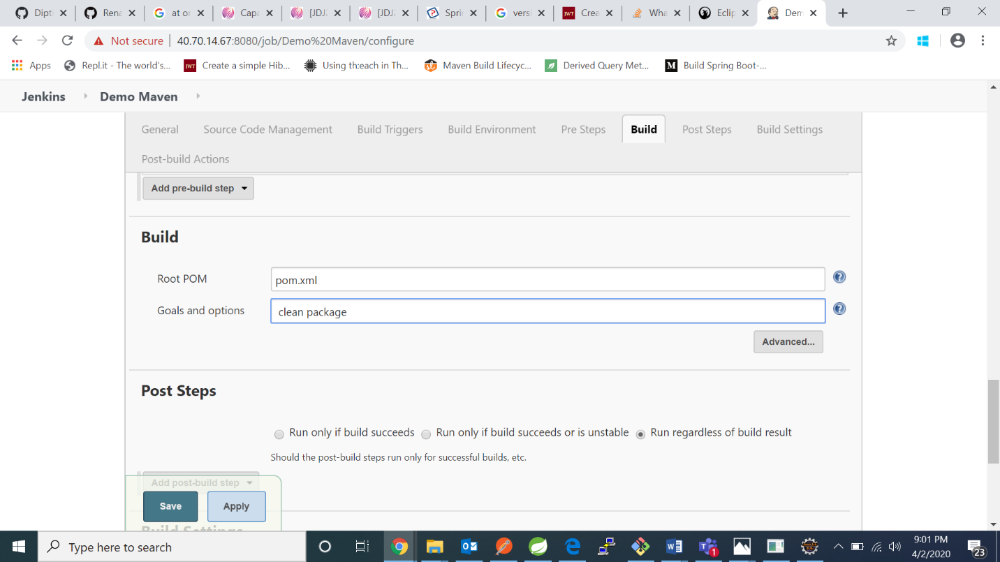 Dipt
Rena
at or
Capa
[JDJ
[JDJ
Sprin
versi
JWT Crea
Wha
Eclip
Dem
Not secure 40.70.14.67:8080/job/Demo%20Maven/configure
Apps Repl.it - The world's... JWT Create a simple Hib... Using th:each in Th... Maven Build Lifecyc... Derived Query Met... M Build Spring Boot-...
Jenkins Demo Maven
General Source Code Management Build Triggers Build Environment Pre Steps Build Post Steps Build Settings
Post-build Actions
Add pre-build step
Build
Root POM pom.xml
Goals and options clean package
Advanced...
Post Steps
Run only if build succeeds Run only if build succeeds or is unstable Run regardless of build result
Should the post-build steps run only for successful builds, etc.
Add post-build step
Save Apply
Build Settings
Type here to search
1
9:01 PM
4/2/2020
23